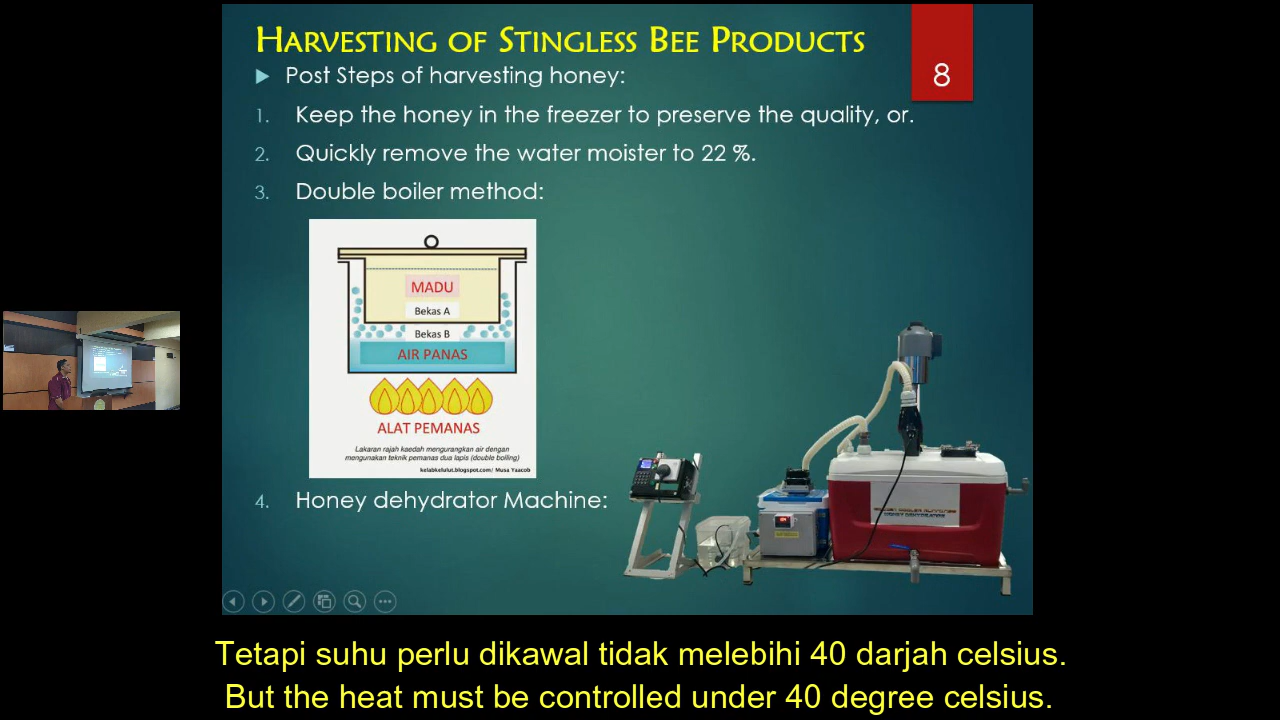 HARVESTING OF STINGLESS BEE PRODUCTS
8
Post Steps of harvesting honey:
1. Keep the honey in the freezer to preserve the quality, or.
2. Quickly remove the water moister to 22 %.
3. Double boiler method:
MADU
Bekas A
Bekas B
AIR PANAS
ALAT PEMANAS
Lakaran rajah kaedah mengurangkan air dengan
mengunakan teknik pemanas dua lapis (double boiling)
kelabkelulut.blogspot.com/ Musa Yaacob
4. Honey dehydrator Machine:
Tetapi suhu perlu dikawal tidak melebihi 40 darjah celsius.
But the heat must be controlled under 40 degree celsius.